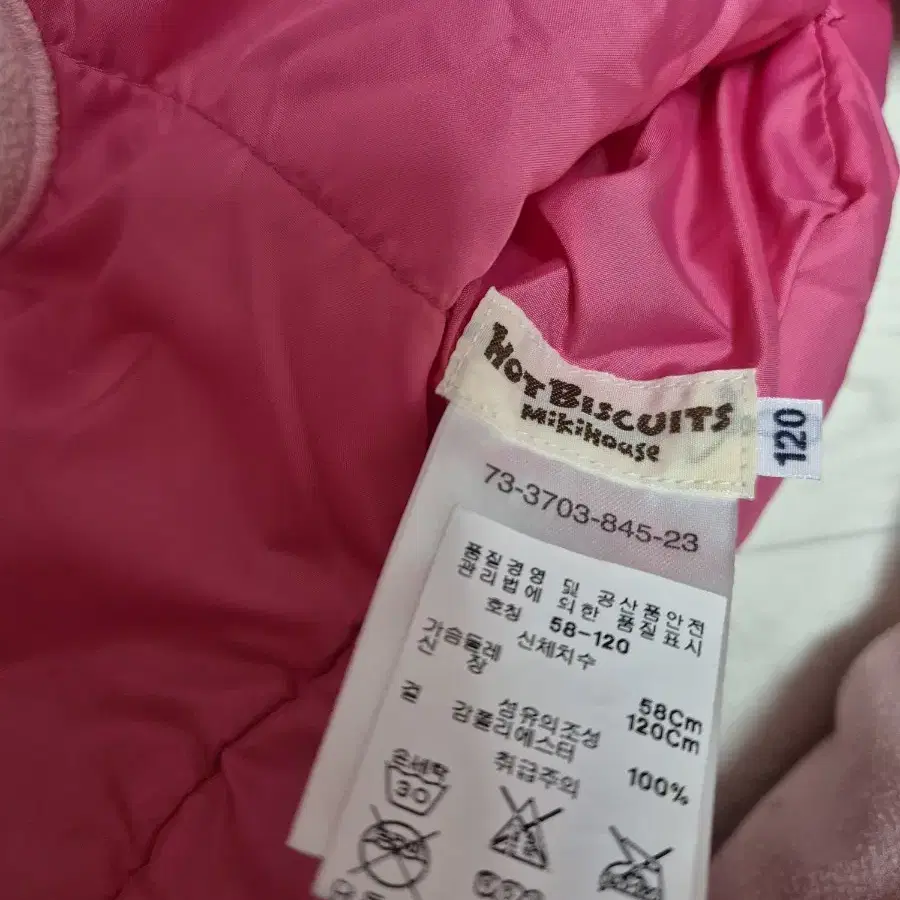 HOT BISCUITS
MIKIHOUSE
120
73-3703-845-23
품질경영 및 공산품안전
관리법에 의한 품질표시
호칭 58-120
신체치수
가슴둘레 58Cm
신 장 120Cm
섬유의조성
겉 감폴리에스터 100%
취급주의
손세탁
30